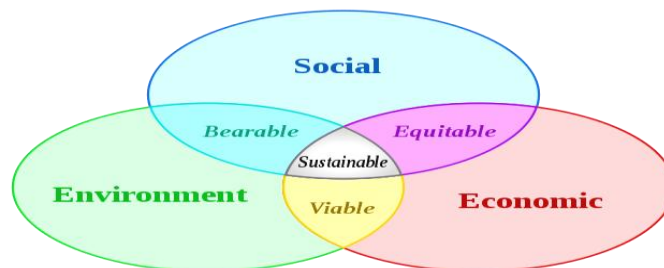 Social
Bearable
Equitable
Sustainable
Environment
Viable
Economic